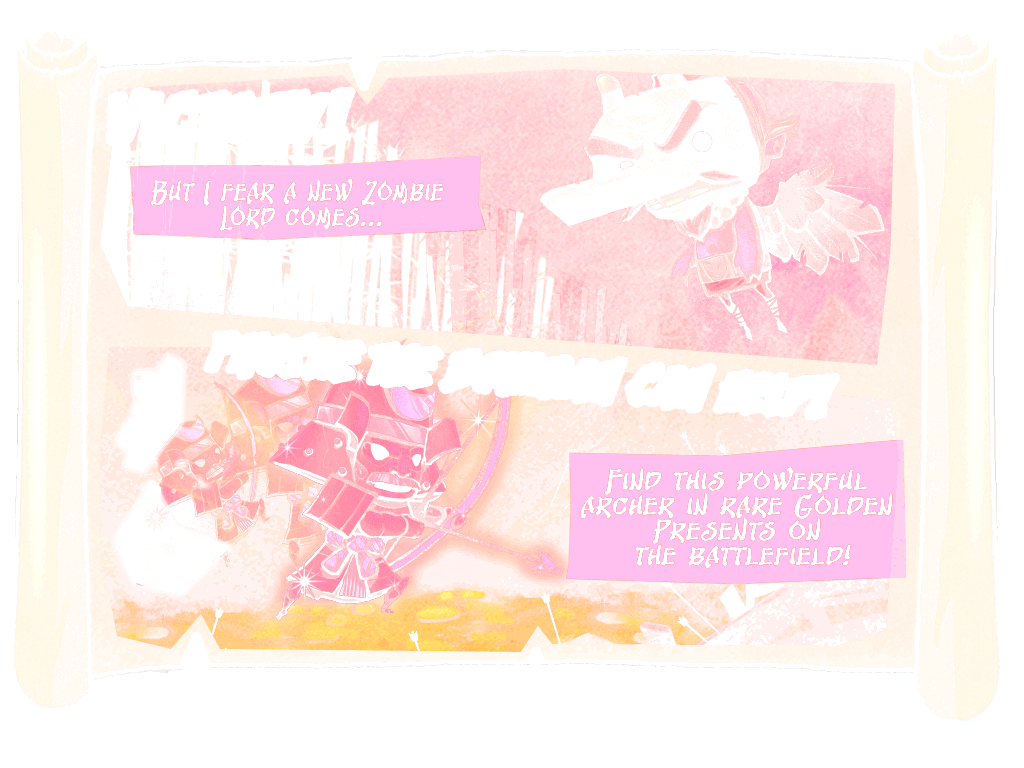 But I fear a new Zombie
Lord comes...
Find this powerful
archer in rare Golden
Presents on
the battlefield!